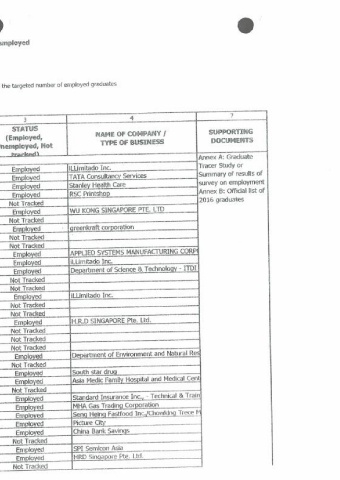 employed
the targeted number of employed graduates
3 4 7
STATUS (Employed, Unemployed, Not Tracked) NAME OF COMPANY / TYPE OF BUSINESS SUPPORTING DOCUMENTS
Annex A: Graduate
Tracer Study or
Summary of results of
survey on employment
Annex B: Official list of
2016 graduates
Employed ILLimitado Inc.
Employed TATA Consultancy Services
Employed Stanley Health Care
Employed RSC Printshop
Not Tracked
Employed WU KONG SINGAPORE PTE. LTD
Not Tracked
Employed greenkraft corporation
Not Tracked
Not Tracked
Employed APPLIED SYSTEMS MANUFACTURING CORP
Employed ILLimitado Inc.
Employed Department of Science & Technology - ITDI
Not Tracked
Not Tracked
Employed ILLimitado Inc.
Not Tracked
Not Tracked
Employed H.R.D SINGAPORE Pte. Ltd.
Not Tracked
Not Tracked
Not Tracked
Employed Department of Environment and Natural Res
Not Tracked
Employed South star drug
Employed Asia Medic Family Hospital and Medical Cent
Not Tracked
Employed Standard Insurance Inc., - Technical & Train
Employed MHA Gas Trading Corporation
Employed Seng Heing Fastfood Inc./Chowking Trece M
Employed Picture City
Employed China Bank Savings
Not Tracked
Employed SPI Semicon Asia
Employed HRD Singapore Pte. Ltd.
Not Tracked